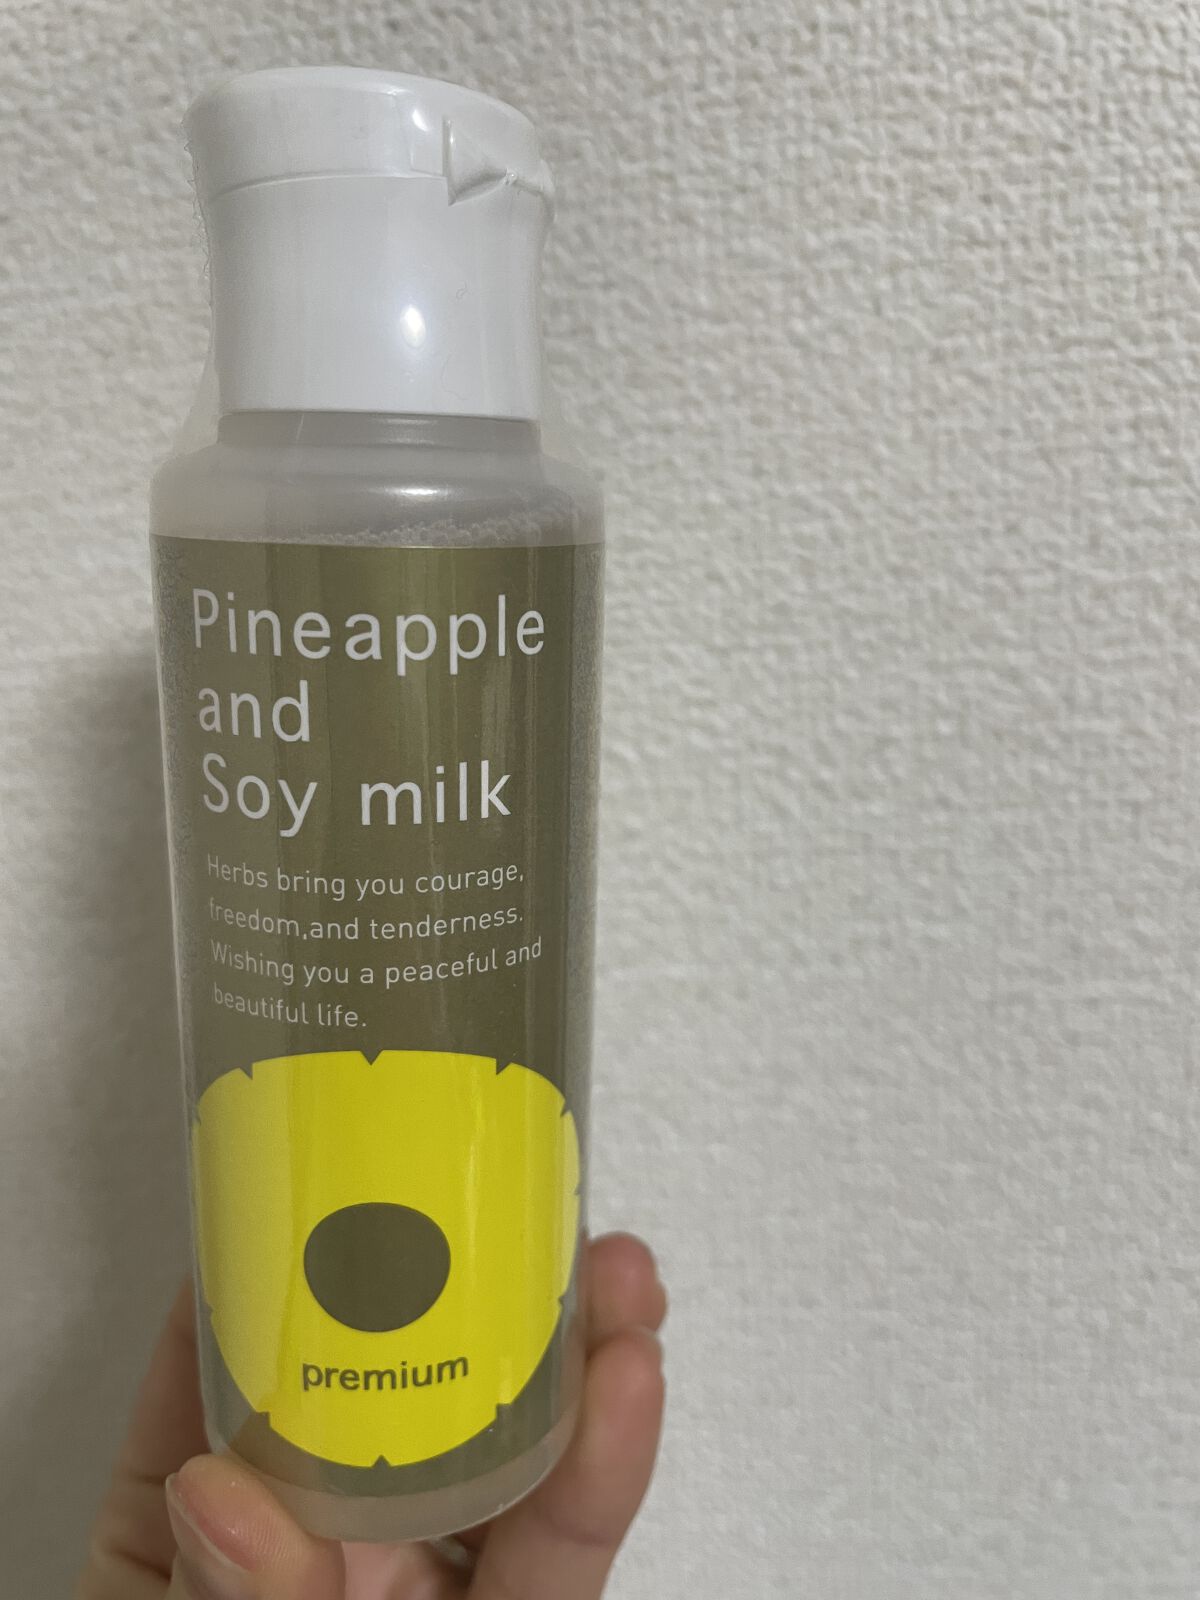 Pineapple
and
Soy milk
Herbs bring you courage,
freedom,and tenderness.
Wishing you a peaceful and
beautiful life.
premium